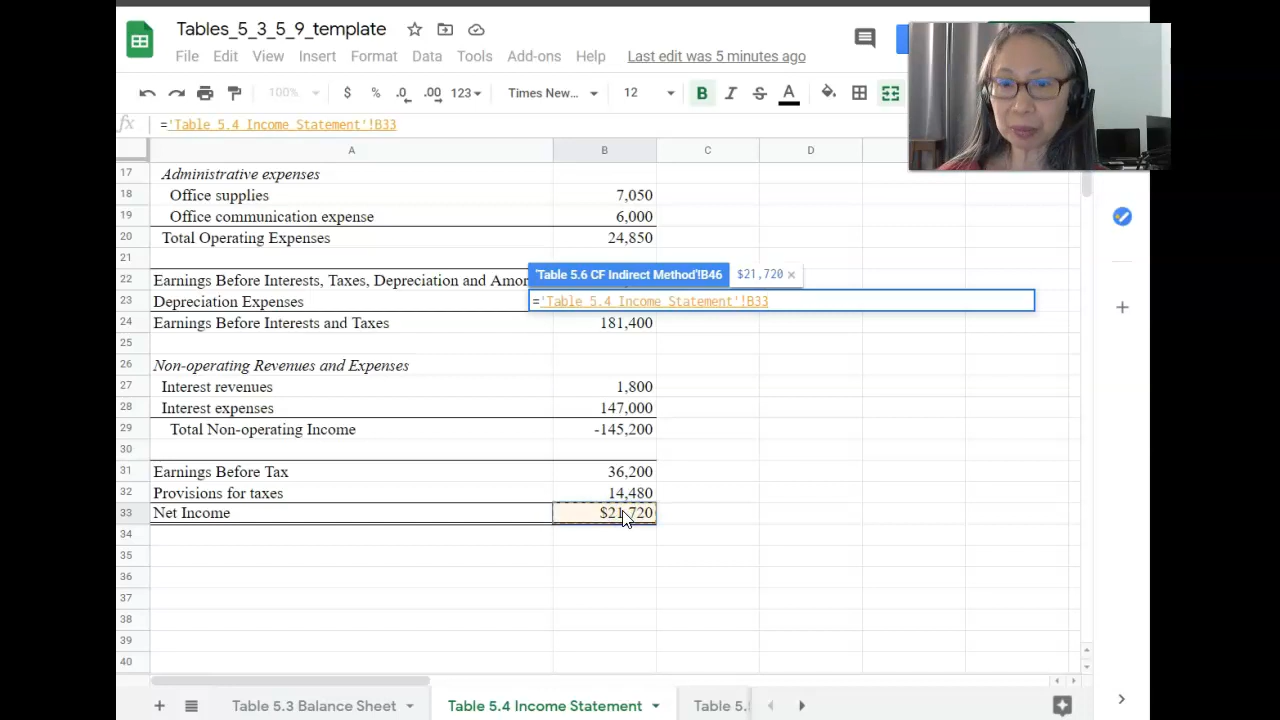 Tables_5_3_5_9_template
File Edit View Insert Format Data Tools Add-ons Help Last edit was 5 minutes ago
100% $ % .0 .00 123 Times New... 12 B I S A
fx ='Table 5.4 Income Statement'!B33
A B C D
17 Administrative expenses
18 Office supplies 7,050
19 Office communication expense 6,000
20 Total Operating Expenses 24,850
21
'Table 5.6 CF Indirect Method'!B46 $21,720 ×
22 Earnings Before Interests, Taxes, Depreciation and Amor
23 Depreciation Expenses ='Table 5.4 Income Statement'!B33
24 Earnings Before Interests and Taxes 181,400
25
26 Non-operating Revenues and Expenses
27 Interest revenues 1,800
28 Interest expenses 147,000
29 Total Non-operating Income -145,200
30
31 Earnings Before Tax 36,200
32 Provisions for taxes 14,480
33 Net Income $21,720
34
35
36
37
38
39
40
Table 5.3 Balance Sheet Table 5.4 Income Statement Table 5.